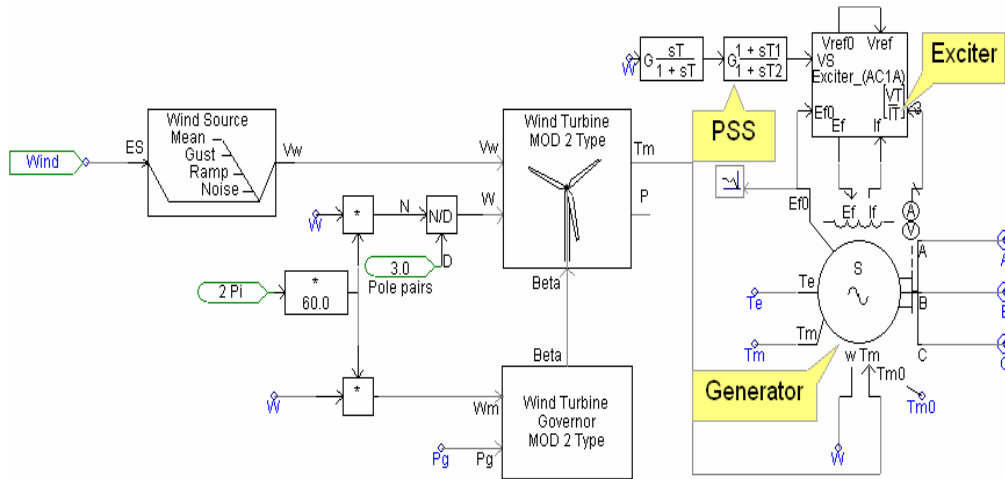 Wind
ES
Wind Source
Mean
Gust
Ramp
Noise
Vw
Vw
Wind Turbine
MOD 2 Type
Tm
W
P
Beta
W
*
N
N/D
D
3.0
Pole pairs
2 Pi
*
60.0
W
*
Wm
Beta
Wind Turbine
Governor
MOD 2 Type
Pg
Pg
W
G sT
1 + sT
G 1 + sT1
1 + sT2
PSS
Vref0
Vref
VS
Exciter_(AC1A)
VT
IT
3
Ef0
Ef
If
Exciter
Ef0
Ef
If
A
V
S
Te
Te
Tm
Tm
A
B
C
A
w
Tm
Tm0
Tm0
W
Generator